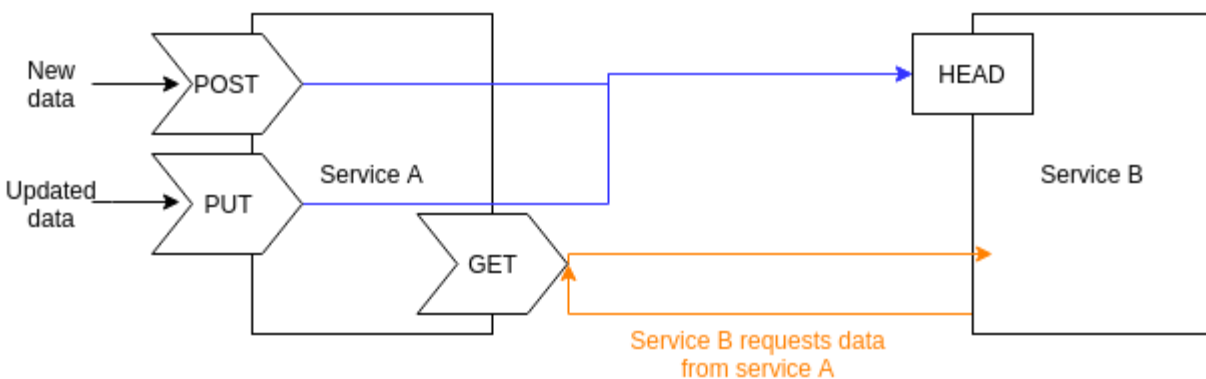 New
data
POST
HEAD
Updated
data
PUT
Service A
Service B
GET
Service B requests data
from service A